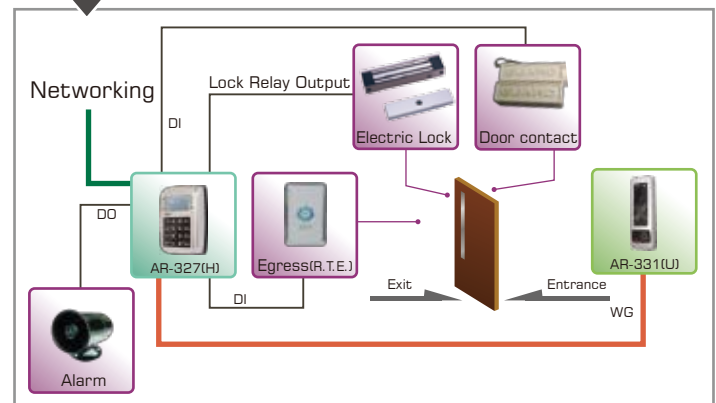 Networking
Lock Relay Output
DI
Electric Lock
Door contact
DO
AR-327(H)
Egress(R.T.E.)
AR-331(U)
DI
Exit
Entrance
WG
Alarm